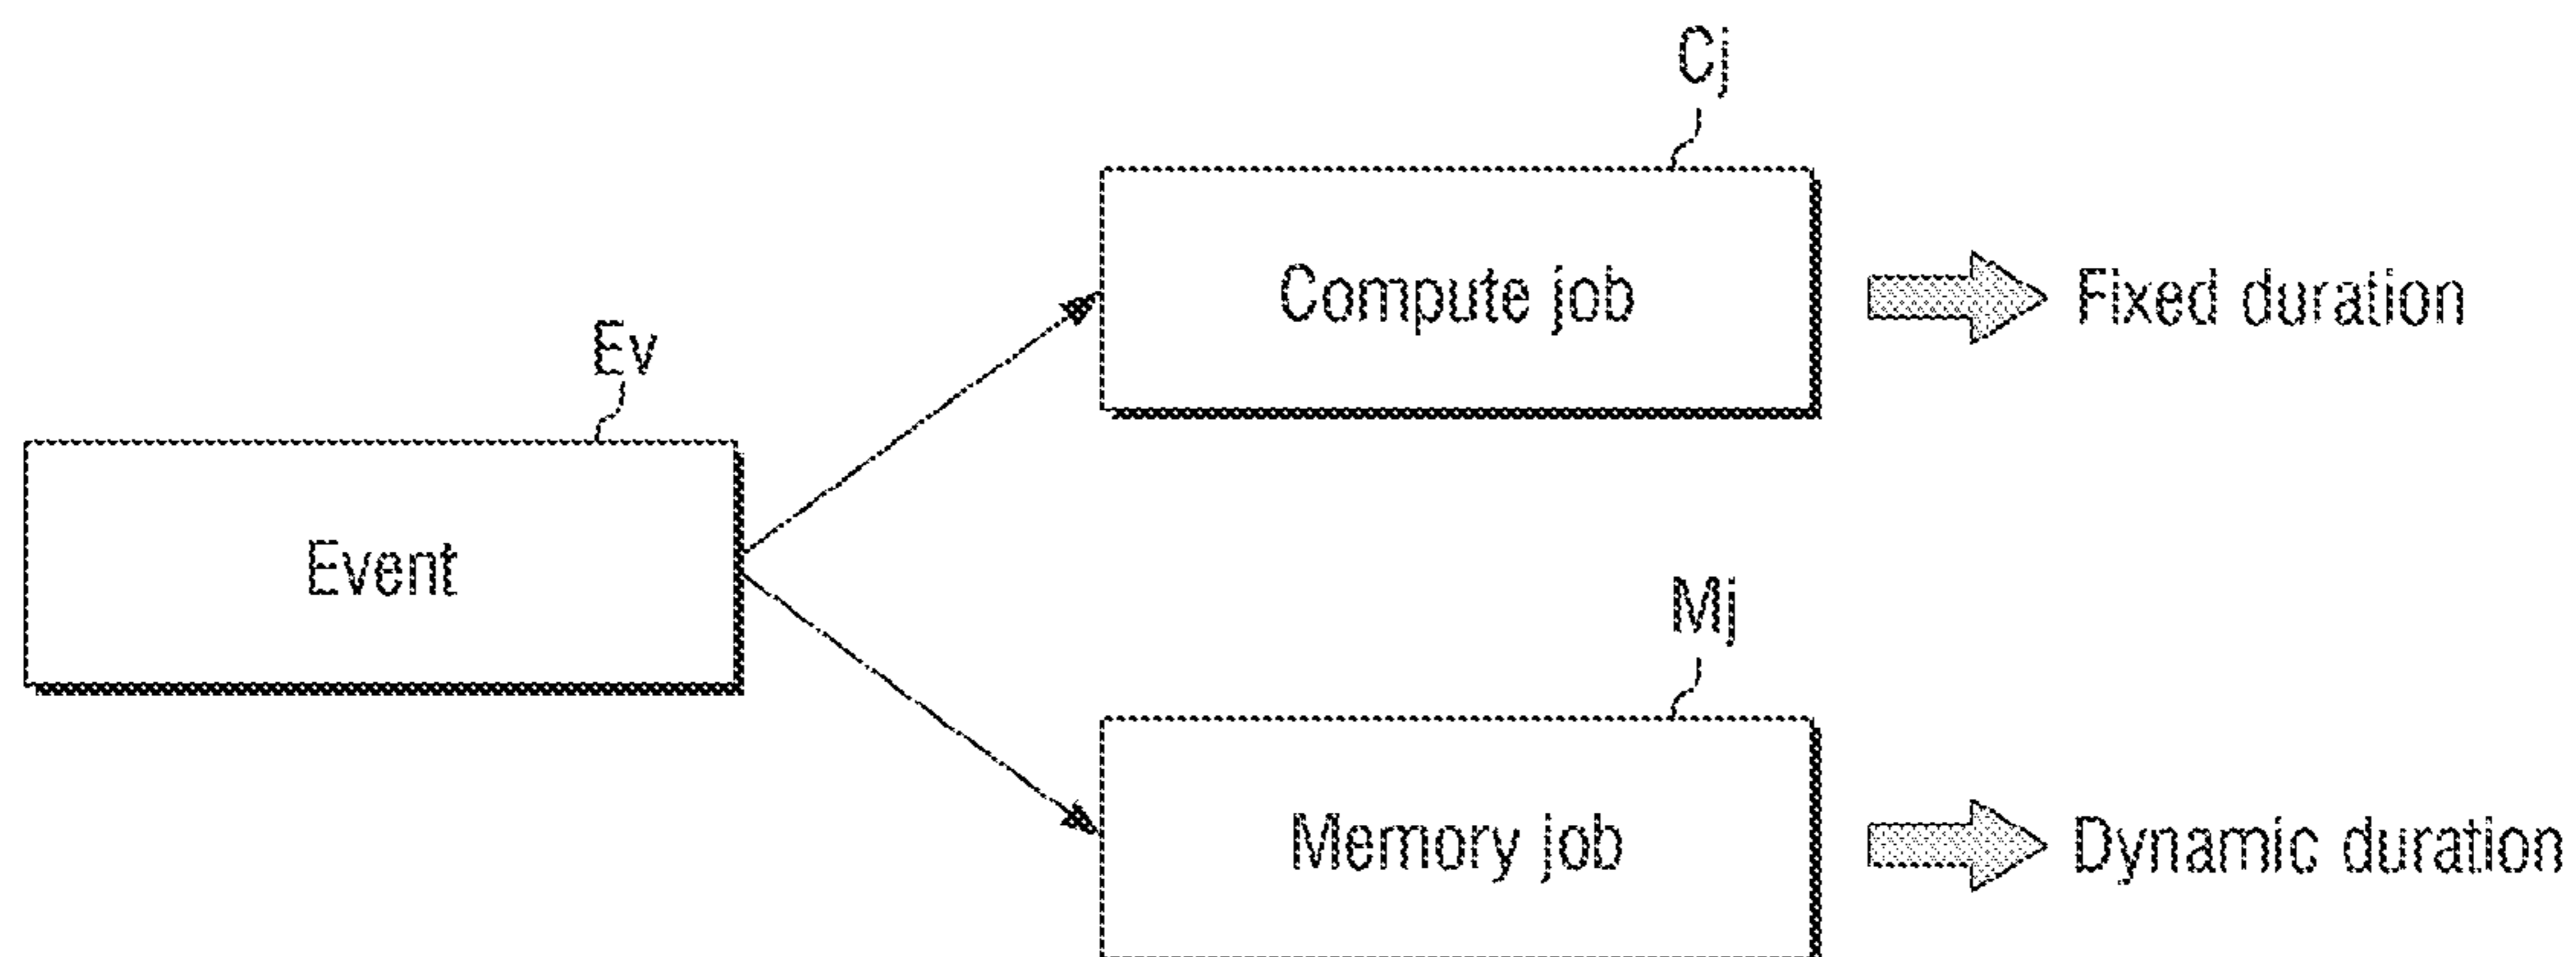 Cj
Compute job
Fixed duration
Ev
Event
Mj
Memory job
Dynamic duration